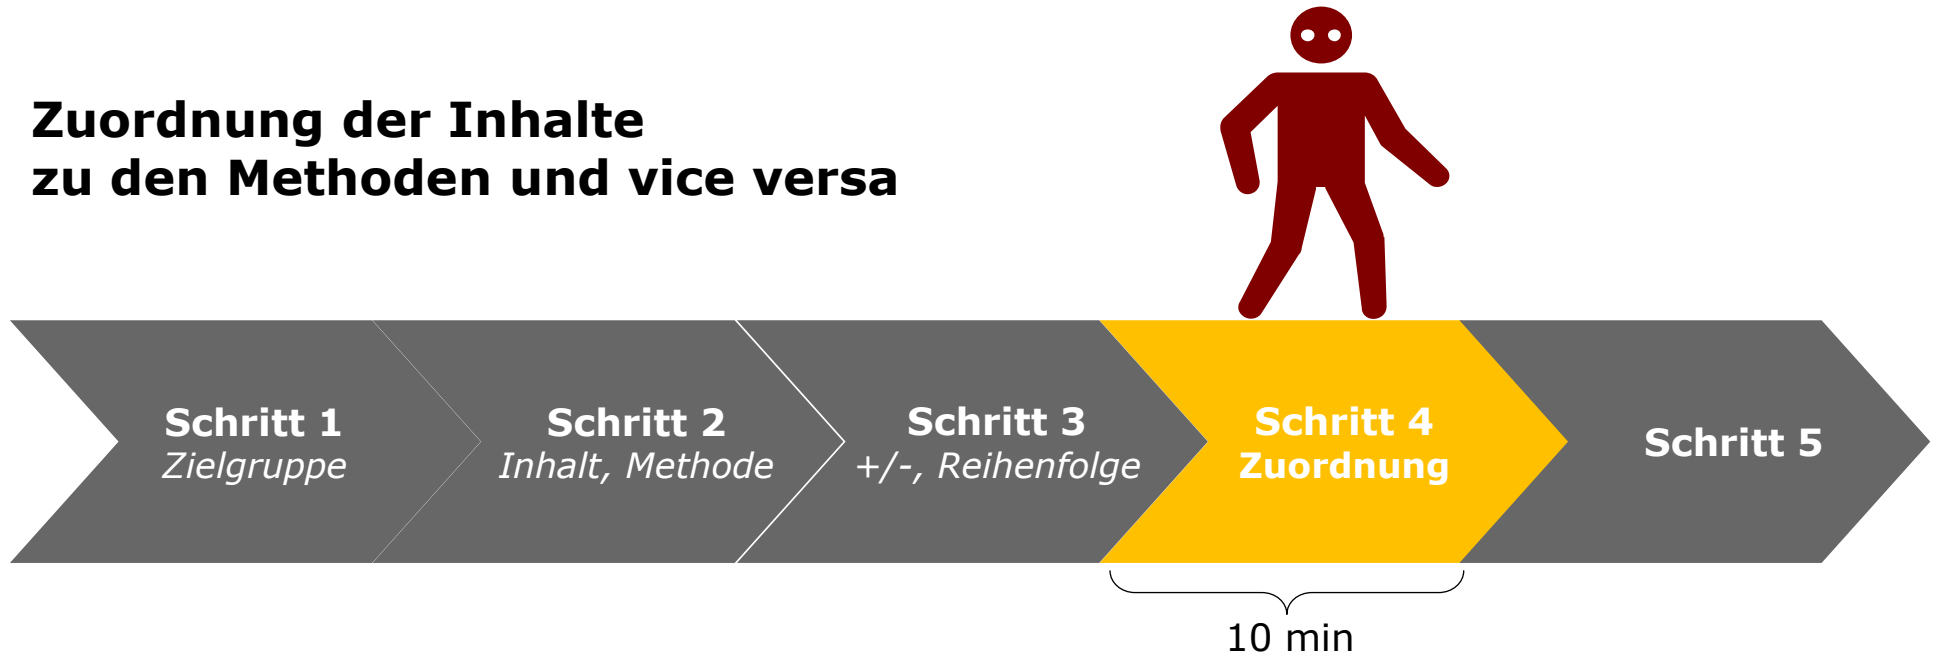 Zuordnung der Inhalte
zu den Methoden und vice versa
Schritt 1
Zielgruppe
Schritt 2
Inhalt, Methode
Schritt 3
+/-, Reihenfolge
Schritt 4
Zuordnung
Schritt 5
10 min